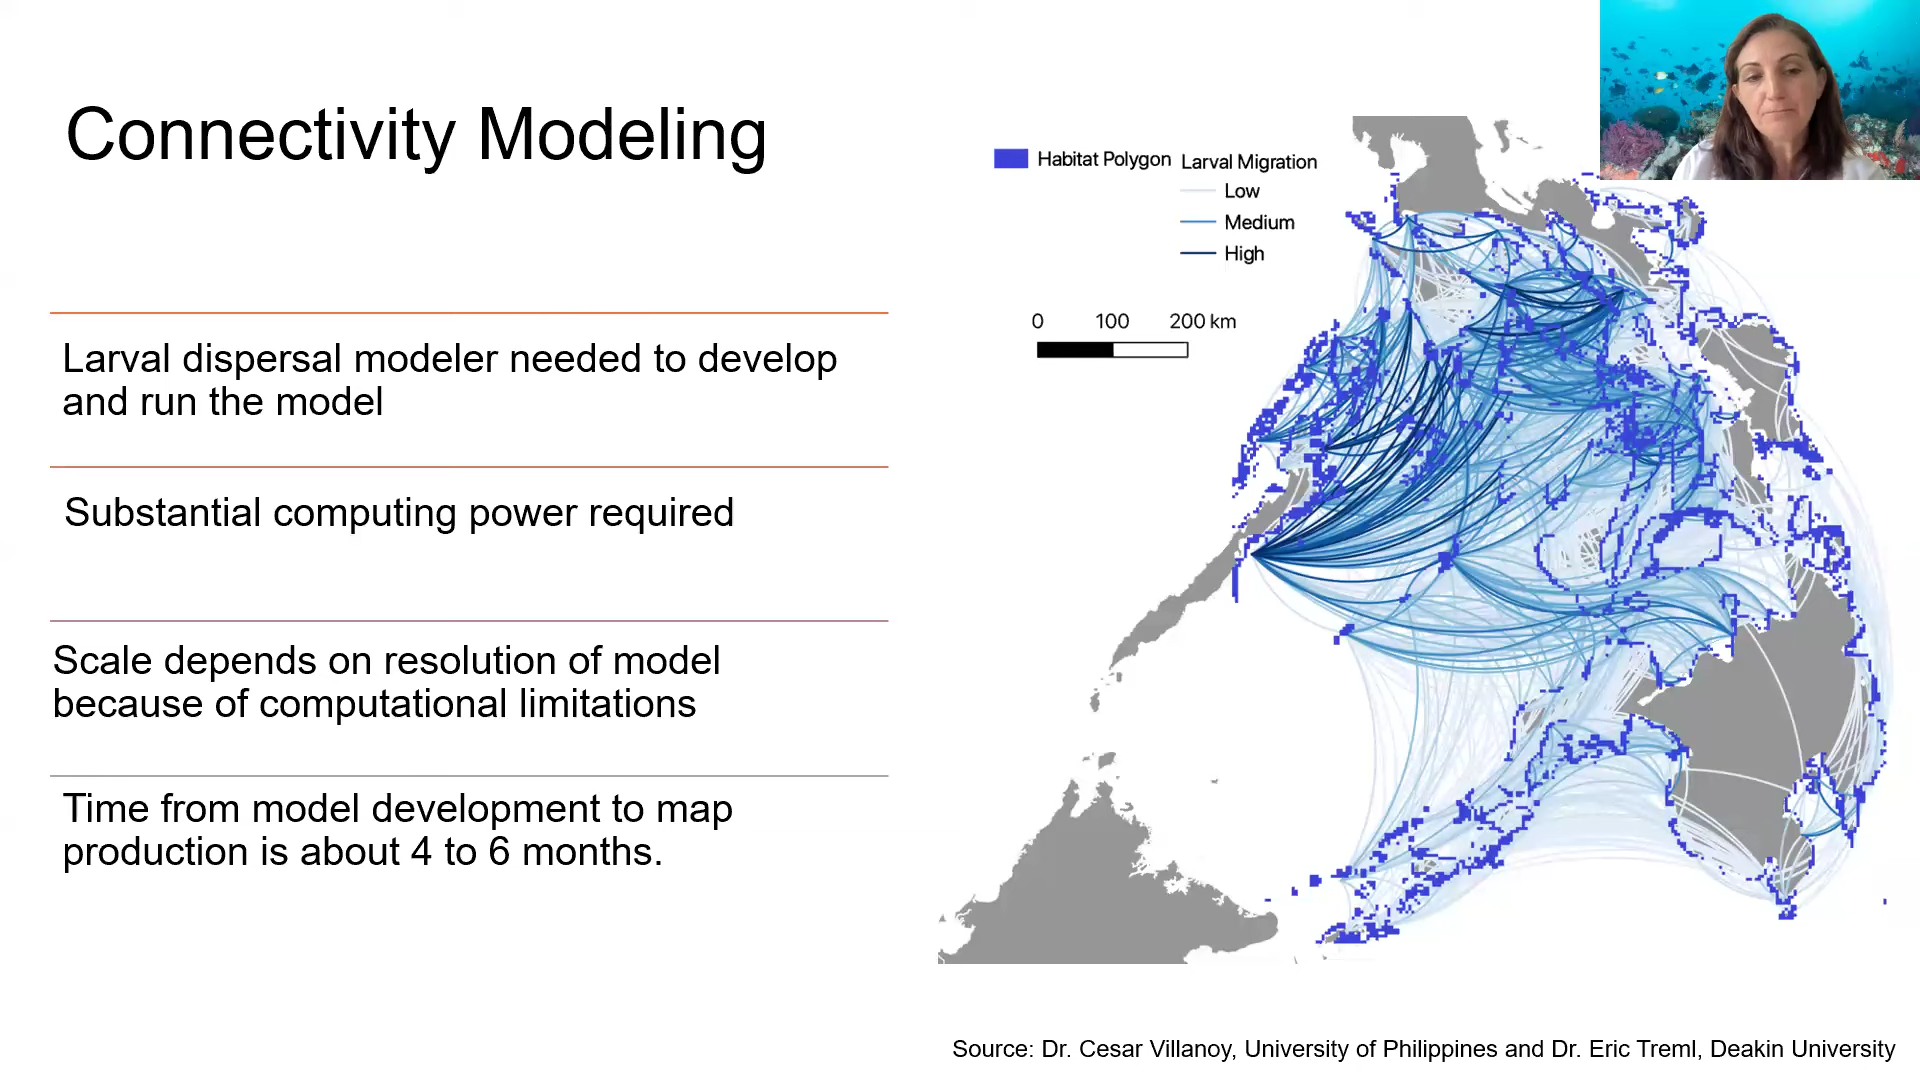 Connectivity Modeling
Larval dispersal modeler needed to develop
and run the model
Substantial computing power required
Scale depends on resolution of model
because of computational limitations
Time from model development to map
production is about 4 to 6 months.
Habitat Polygon
Larval Migration
Low
Medium
High
0 100 200 km
Source: Dr. Cesar Villanoy, University of Philippines and Dr. Eric Treml, Deakin University